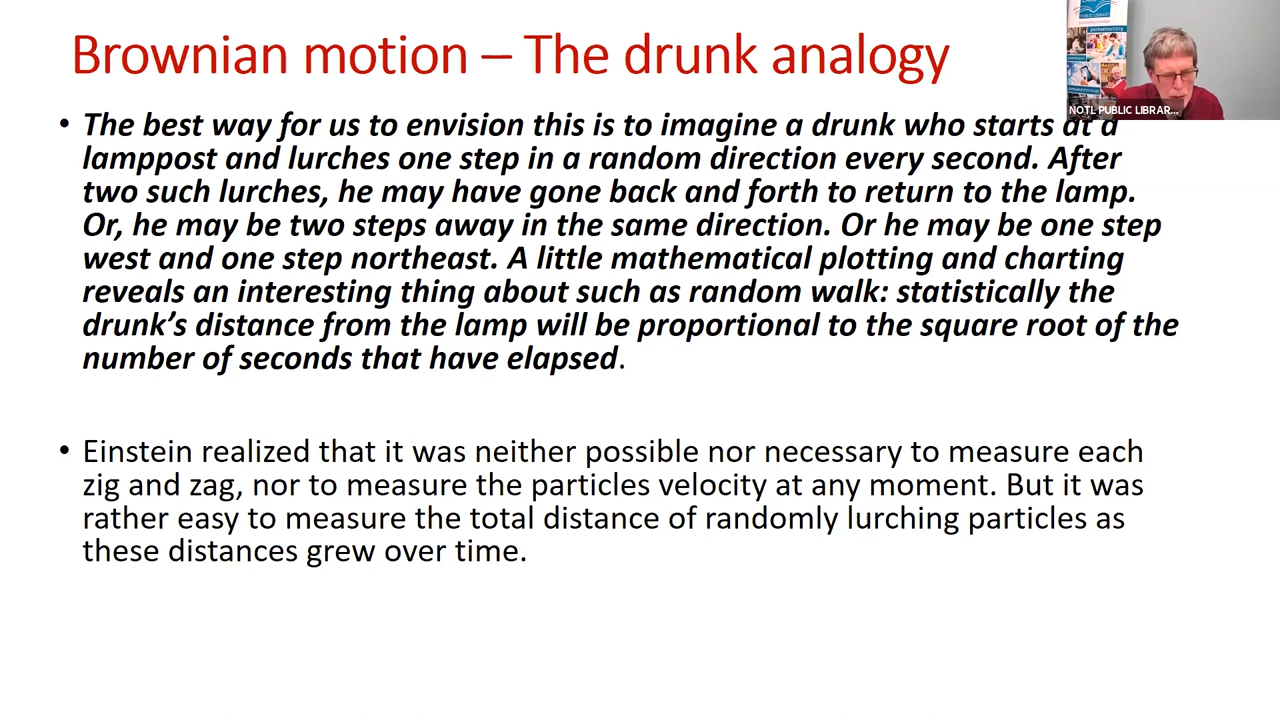 Brownian motion – The drunk analogy
• The best way for us to envision this is to imagine a drunk who starts at a
lamppost and lurches one step in a random direction every second. After
two such lurches, he may have gone back and forth to return to the lamp.
Or, he may be two steps away in the same direction. Or he may be one step
west and one step northeast. A little mathematical plotting and charting
reveals an interesting thing about such as random walk: statistically the
drunk’s distance from the lamp will be proportional to the square root of the
number of seconds that have elapsed.
• Einstein realized that it was neither possible nor necessary to measure each
zig and zag, nor to measure the particles velocity at any moment. But it was
rather easy to measure the total distance of randomly lurching particles as
these distances grew over time.
PUBLIC LIBRARY
NOTL PUBLIC LIBRAR...